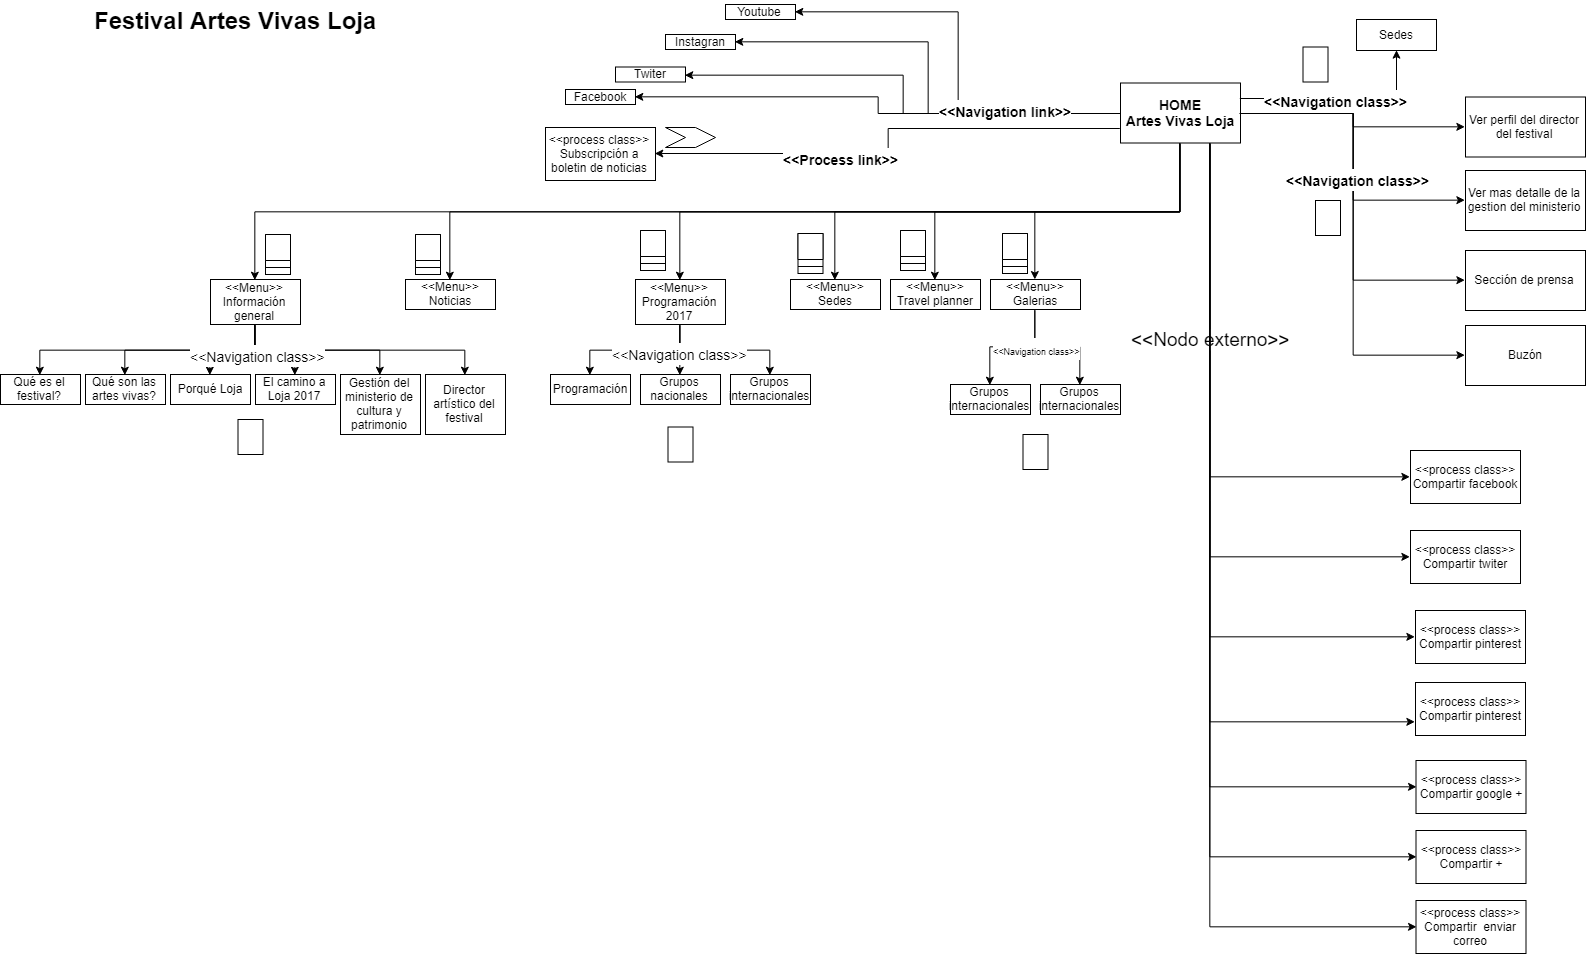 Festival Artes Vivas Loja
Youtube
Instagran
Twiter
Facebook
<<Navigation link>>
<<process class>>
Subscripción a
boletin de noticias
<<Process link>>
HOME
Artes Vivas Loja
Sedes
<<Navigation class>>
Ver perfil del director
del festival
<<Navigation class>>
Ver mas detalle de la
gestion del ministerio
Sección de prensa
Buzón
<<Menu>>
Información
general
<<Menu>>
Noticias
<<Menu>>
Programación
2017
<<Menu>>
Sedes
<<Menu>>
Travel planner
<<Menu>>
Galerias
<<Nodo externo>>
<<Navigation class>>
Qué es el
festival?
Qué son las
artes vivas?
Porqué Loja
El camino a
Loja 2017
Gestión del
ministerio de
cultura y
patrimonio
Director
artístico del
festival
<<Navigation class>>
Programación
Grupos
nacionales
Grupos
internacionales
<<Navigation class>>
Grupos
internacionales
Grupos
internacionales
<<process class>>
Compartir facebook
<<process class>>
Compartir twiter
<<process class>>
Compartir pinterest
<<process class>>
Compartir pinterest
<<process class>>
Compartir google +
<<process class>>
Compartir +
<<process class>>
Compartir  enviar
correo